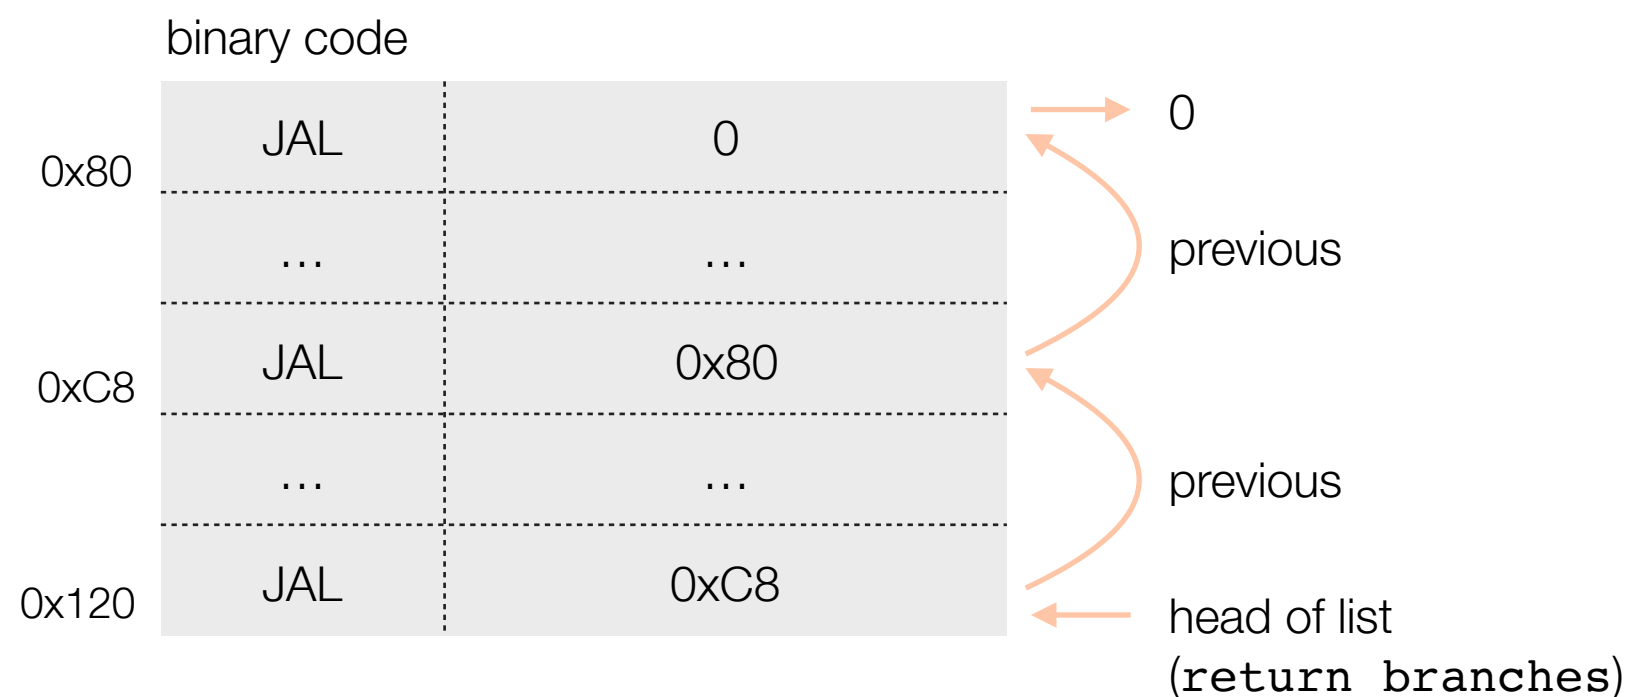 binary code
JAL 0 0
0x80
… … previous
JAL 0x80
0xC8
… … previous
JAL 0xC8
0x120 head of list
(return branches)